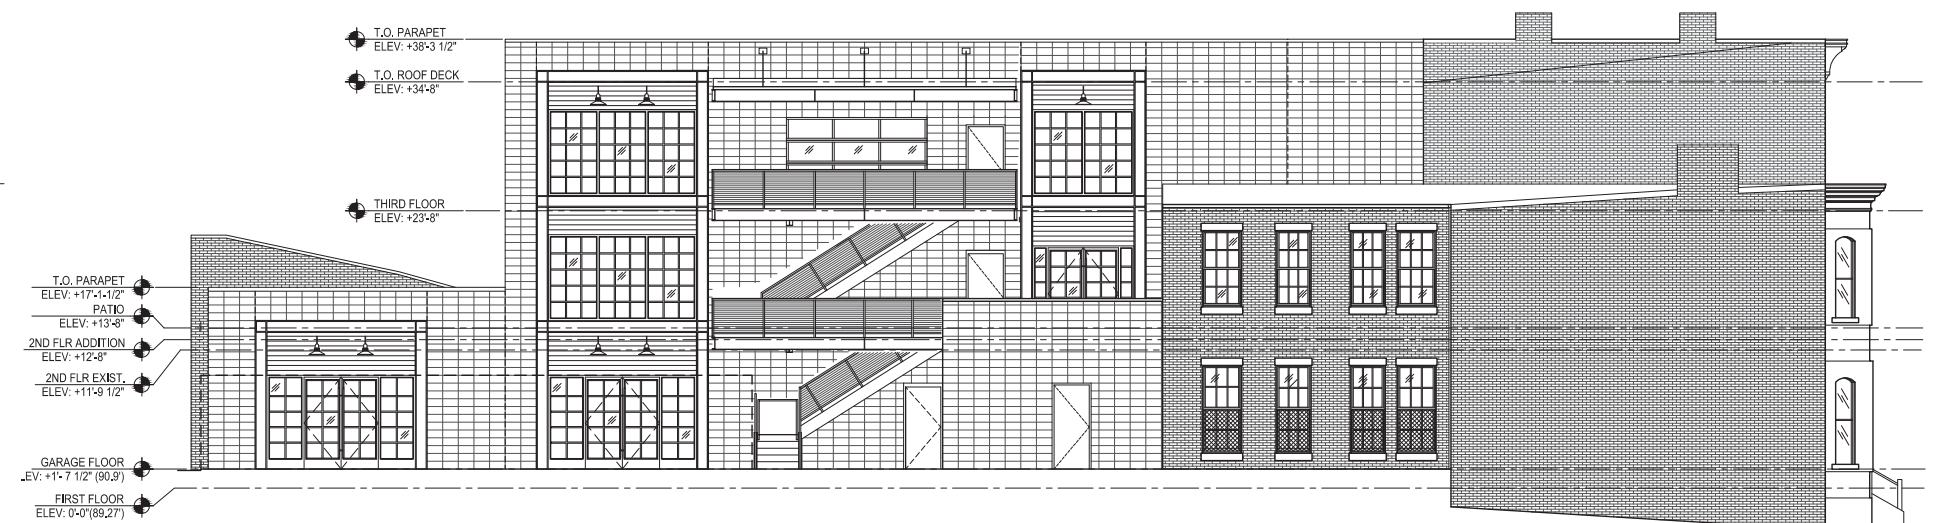 T.O. PARAPET
ELEV: +38'-3 1/2"
T.O. ROOF DECK
ELEV: +34'-8"
THIRD FLOOR
ELEV: +23'-8"
T.O. PARAPET
ELEV: +17'-1-1/2"
PATIO
ELEV: +13'-8"
2ND FLR ADDITION
ELEV: +12'-8"
2ND FLR EXIST.
ELEV: +11'-9 1/2"
GARAGE FLOOR
.EV: +1'- 7 1/2" (90.9')
FIRST FLOOR
ELEV: 0'-0"(89.27')